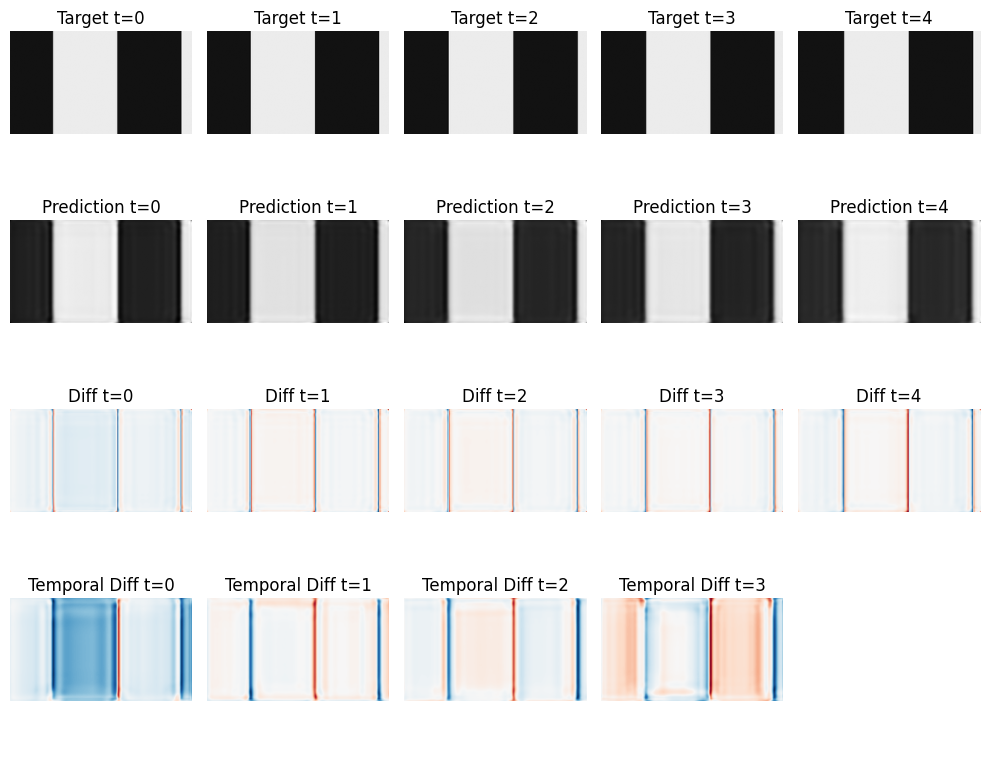 Target t=0 Target t=1 Target t=2 Target t=3 Target t=4
Prediction t=0 Prediction t=1 Prediction t=2 Prediction t=3 Prediction t=4
Diff t=0 Diff t=1 Diff t=2 Diff t=3 Diff t=4
Temporal Diff t=0 Temporal Diff t=1 Temporal Diff t=2 Temporal Diff t=3